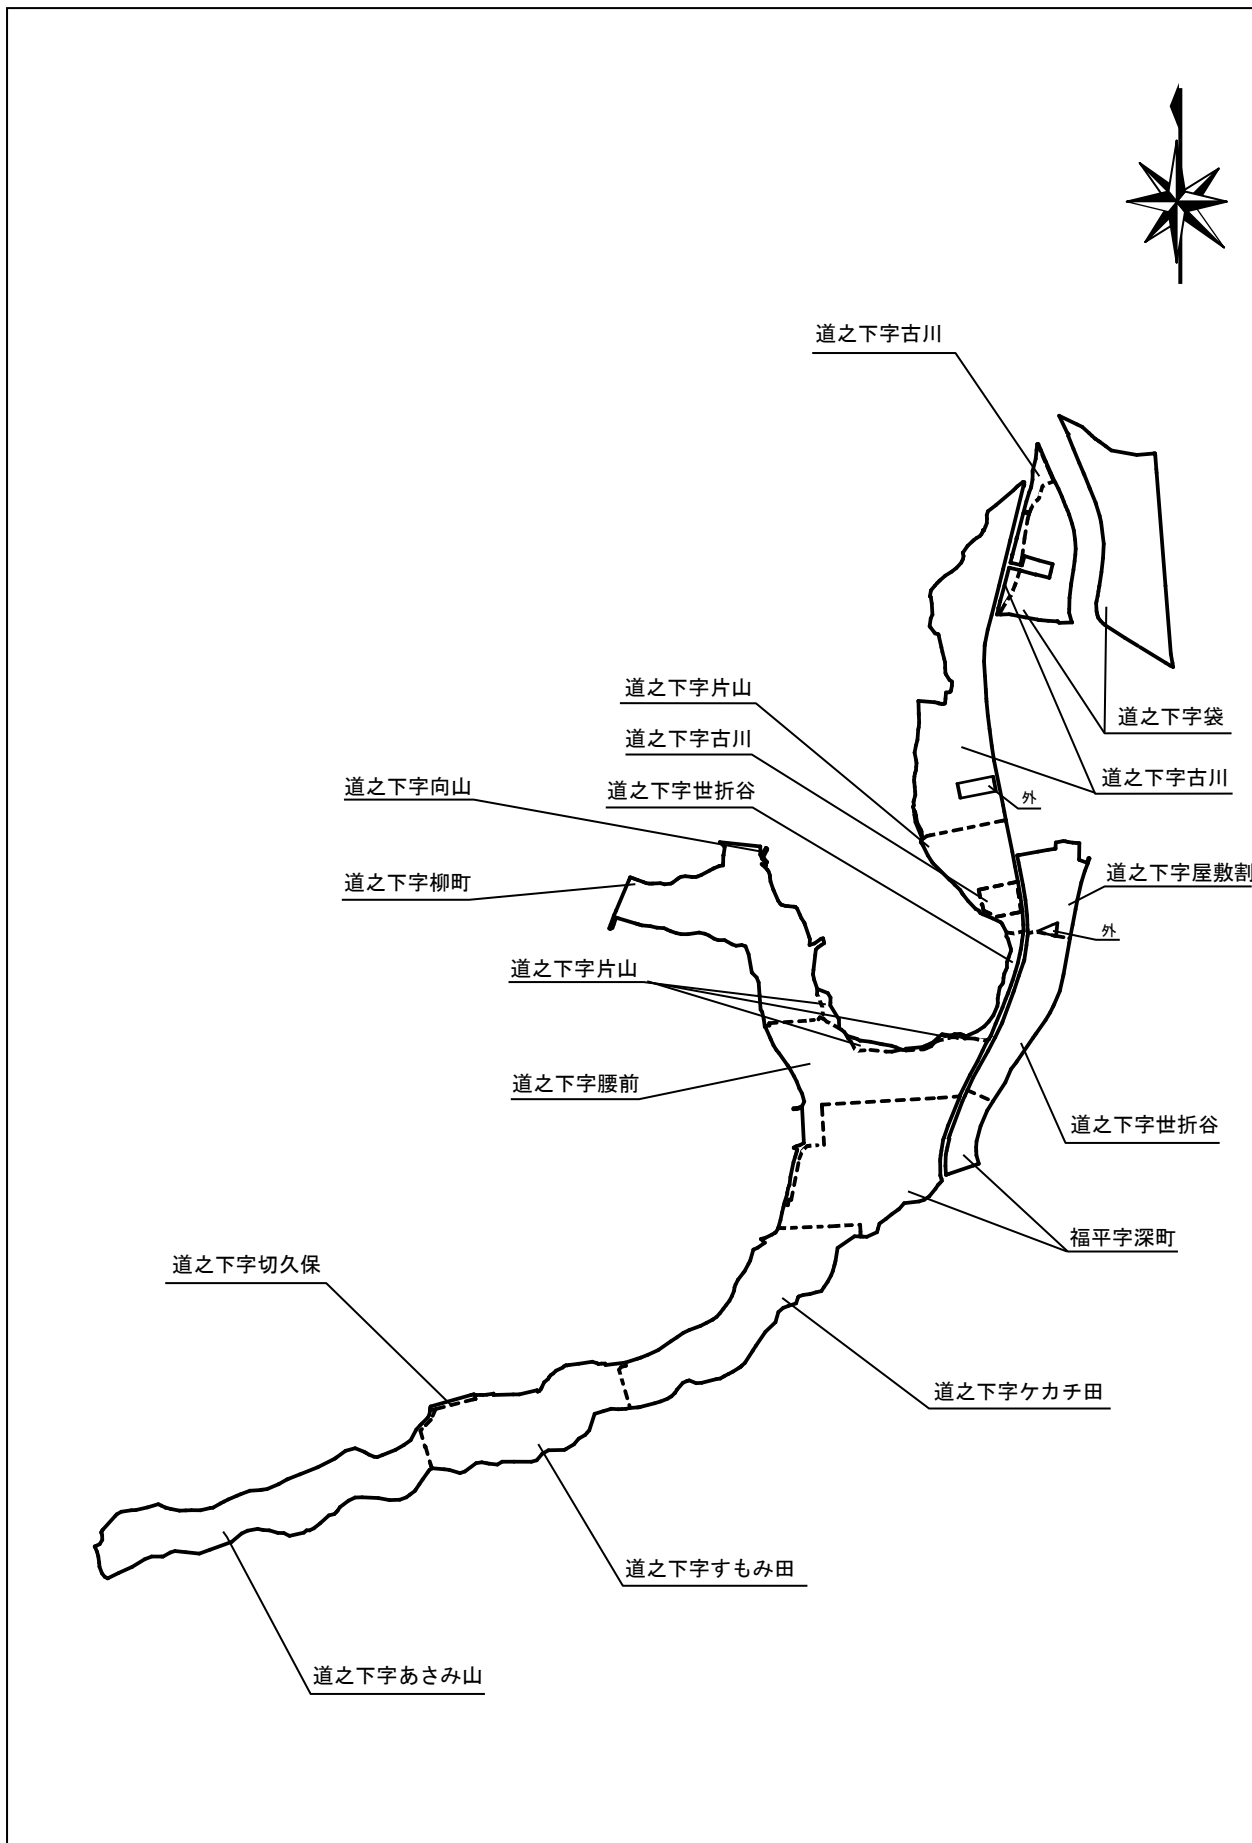 道之下字古川
道之下字片山
道之下字袋
道之下字古川
道之下字古川
道之下字向山
道之下字世折谷
外
道之下字柳町
道之下字屋敷割
外
道之下字片山
道之下字腰前
道之下字世折谷
福平字深町
道之下字切久保
道之下字ケカチ田
道之下字すもみ田
道之下字あさみ山